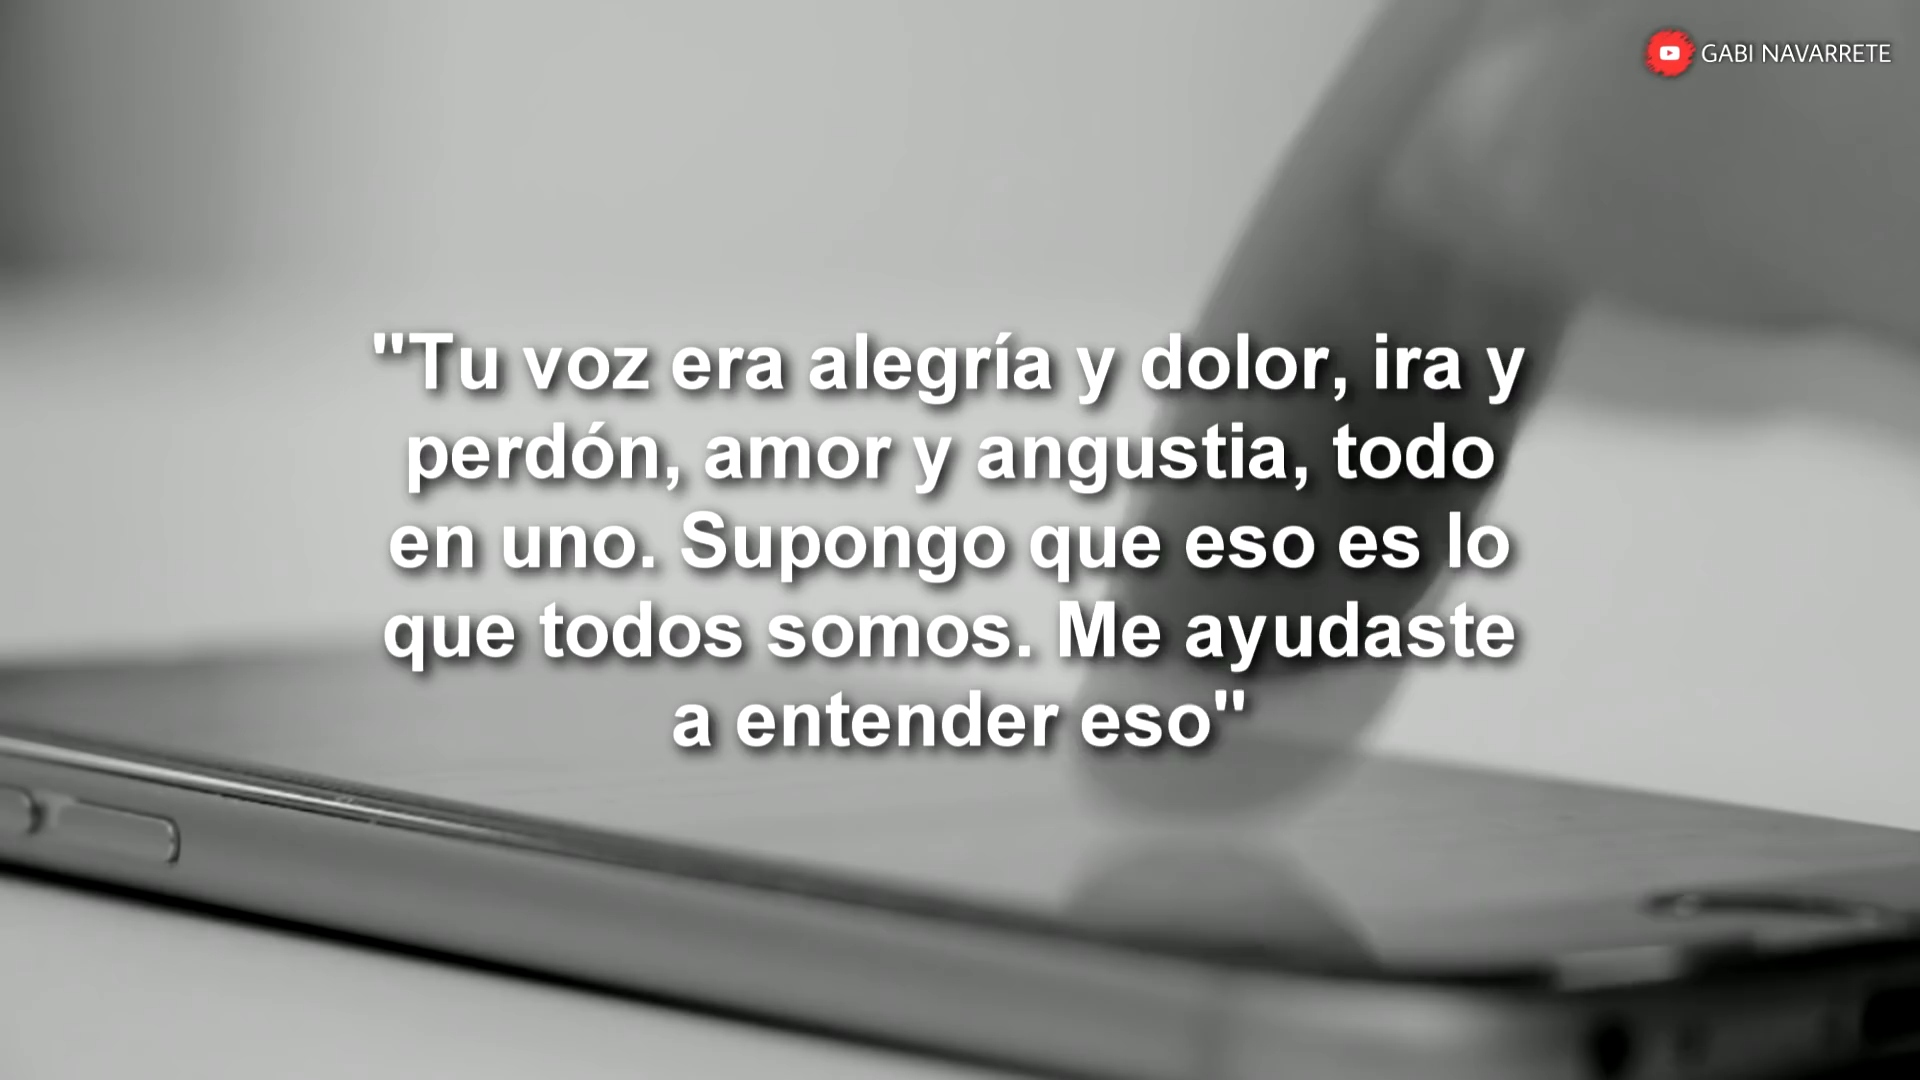 GABI NAVARRETE
"Tu voz era alegría y dolor, ira y
perdón, amor y angustia, todo
en uno. Supongo que eso es lo
que todos somos. Me ayudaste
a entender eso"